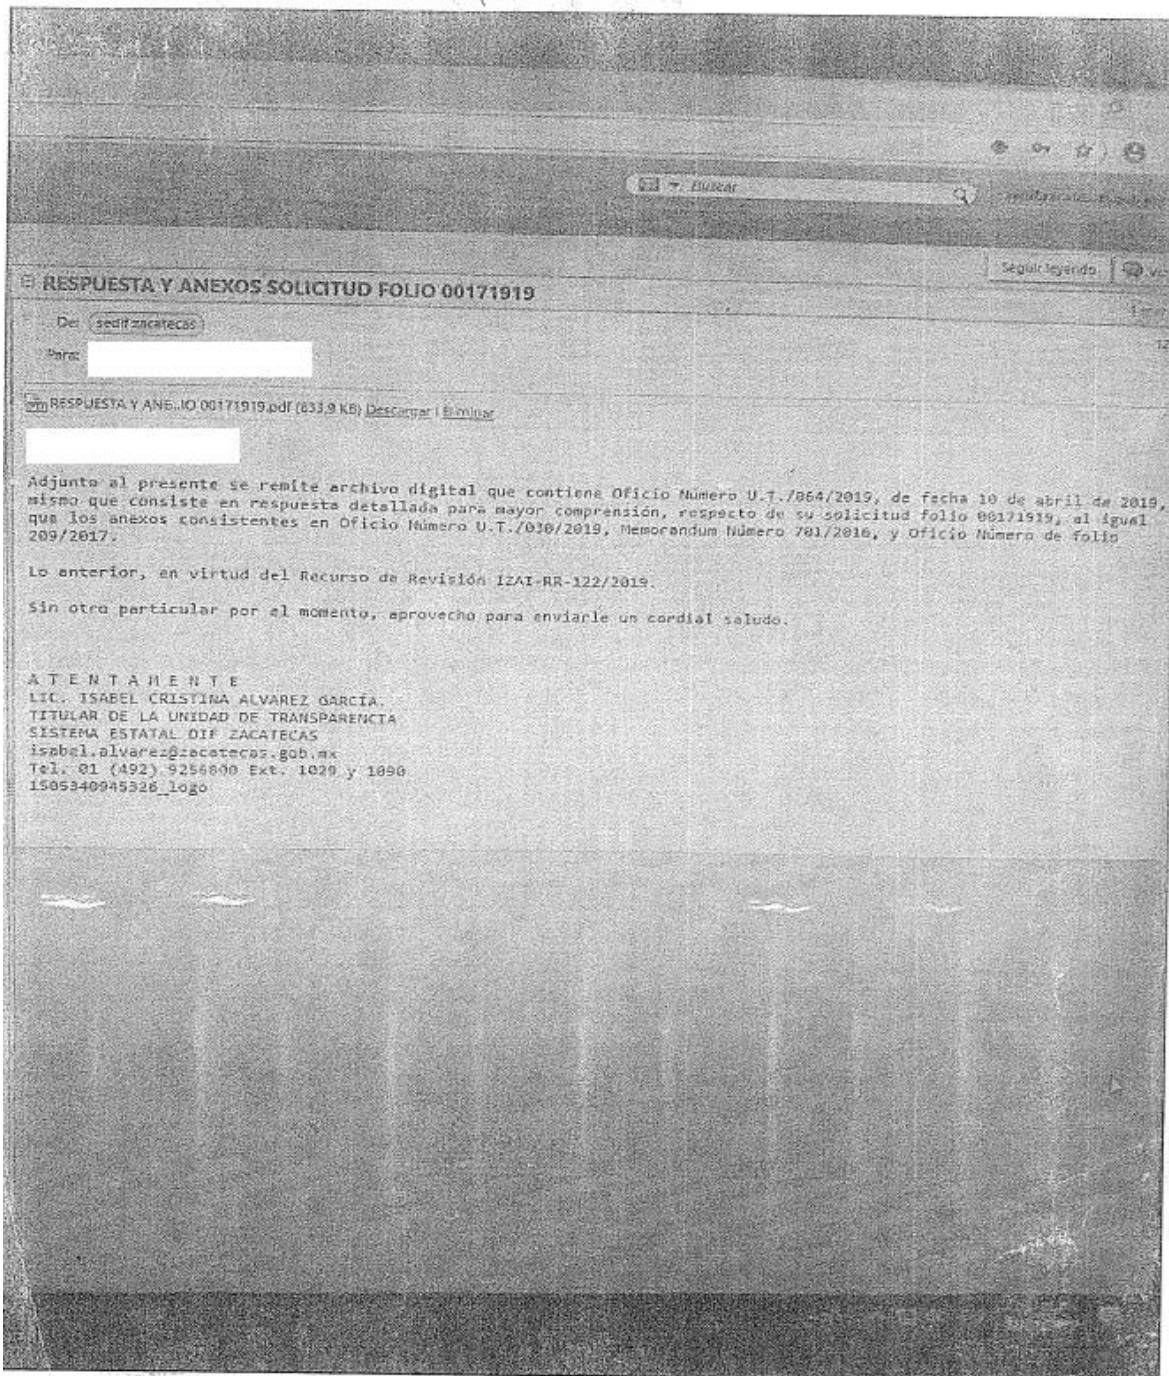 Buscar
Seguir leyendo
RESPUESTA Y ANEXOS SOLICITUD FOLIO 00171919
De: sedif zacatecas
Para:
RESPUESTA Y ANE...IO 00171919.pdf (833,9 KB) Descargar | Eliminar
Adjunto al presente se remite archivo digital que contiene Oficio Número U.T./064/2019, de fecha 10 de abril de 2019,
mismo que consiste en respuesta detallada para mayor comprensión, respecto de su solicitud folio 00171919, al igual
que los anexos consistentes en Oficio Número U.T./030/2019, Memorandum Número 701/2016, y Oficio Número de folio
209/2017.
Lo anterior, en virtud del Recurso de Revisión IZAI-RR-122/2019.
Sin otro particular por el momento, aprovecho para enviarle un cordial saludo.
A T E N T A M E N T E
LIC. ISABEL CRISTINA ALVAREZ GARCÍA.
TITULAR DE LA UNIDAD DE TRANSPARENCIA
SISTEMA ESTATAL DIF ZACATECAS
isabel.alvarez@zacatecas.gob.mx
Tel. 01 (492) 9256800 Ext. 1029 y 1090
1505340945326_logo